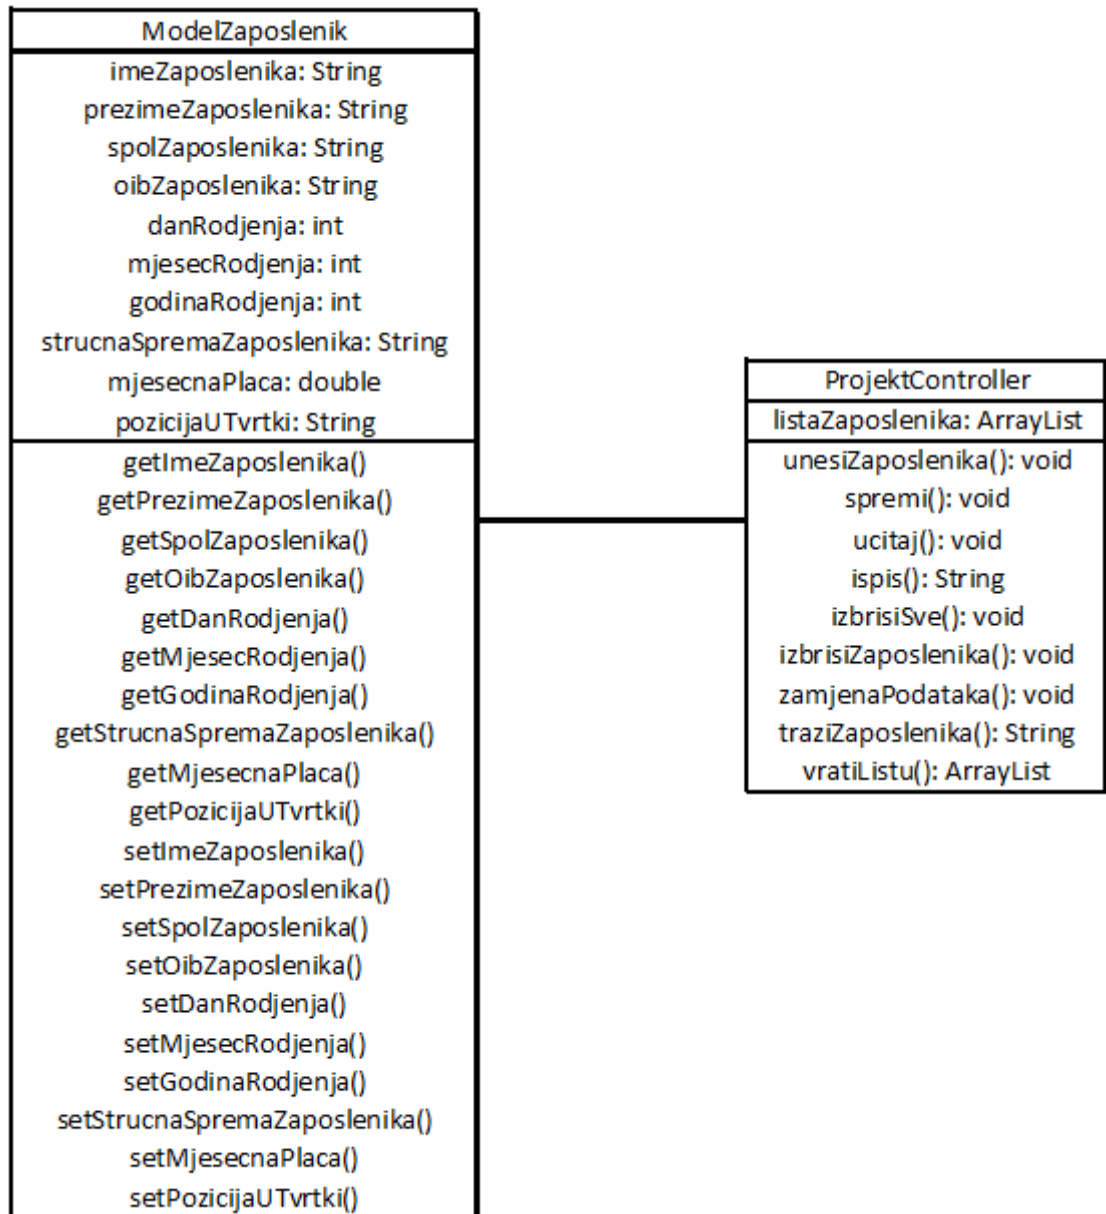 ModelZaposlenik
imeZaposlenika: String
prezimeZaposlenika: String
spolZaposlenika: String
oibZaposlenika: String
danRodjenja: int
mjesecRodjenja: int
godinaRodjenja: int
strucnaSpremaZaposlenika: String
mjesecnaPlaca: double
pozicijaUTvrtki: String
getImeZaposlenika()
getPrezimeZaposlenika()
getSpolZaposlenika()
getOibZaposlenika()
getDanRodjenja()
getMjesecRodjenja()
getGodinaRodjenja()
getStrucnaSpremaZaposlenika()
getMjesecnaPlaca()
getPozicijaUTvrtki()
setImeZaposlenika()
setPrezimeZaposlenika()
setSpolZaposlenika()
setOibZaposlenika()
setDanRodjenja()
setMjesecRodjenja()
setGodinaRodjenja()
setStrucnaSpremaZaposlenika()
setMjesecnaPlaca()
setPozicijaUTvrtki()
ProjektController
listaZaposlenika: ArrayList
unesiZaposlenika(): void
spremi(): void
ucitaj(): void
ispis(): String
izbrisiSve(): void
izbrisiZaposlenika(): void
zamjenaPodataka(): void
traziZaposlenika(): String
vratiListu(): ArrayList